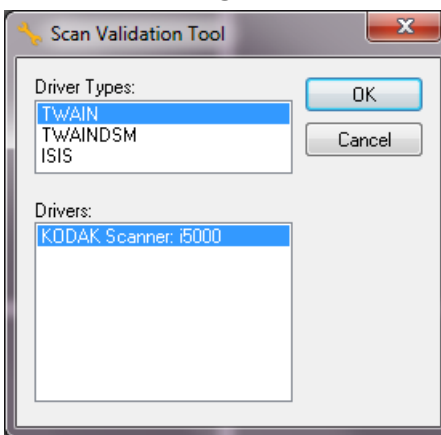 Scan Validation Tool
Driver Types:
OK
TWAIN
TWAINDSM
Cancel
ISIS
Drivers:
KODAK Scanner: i5000